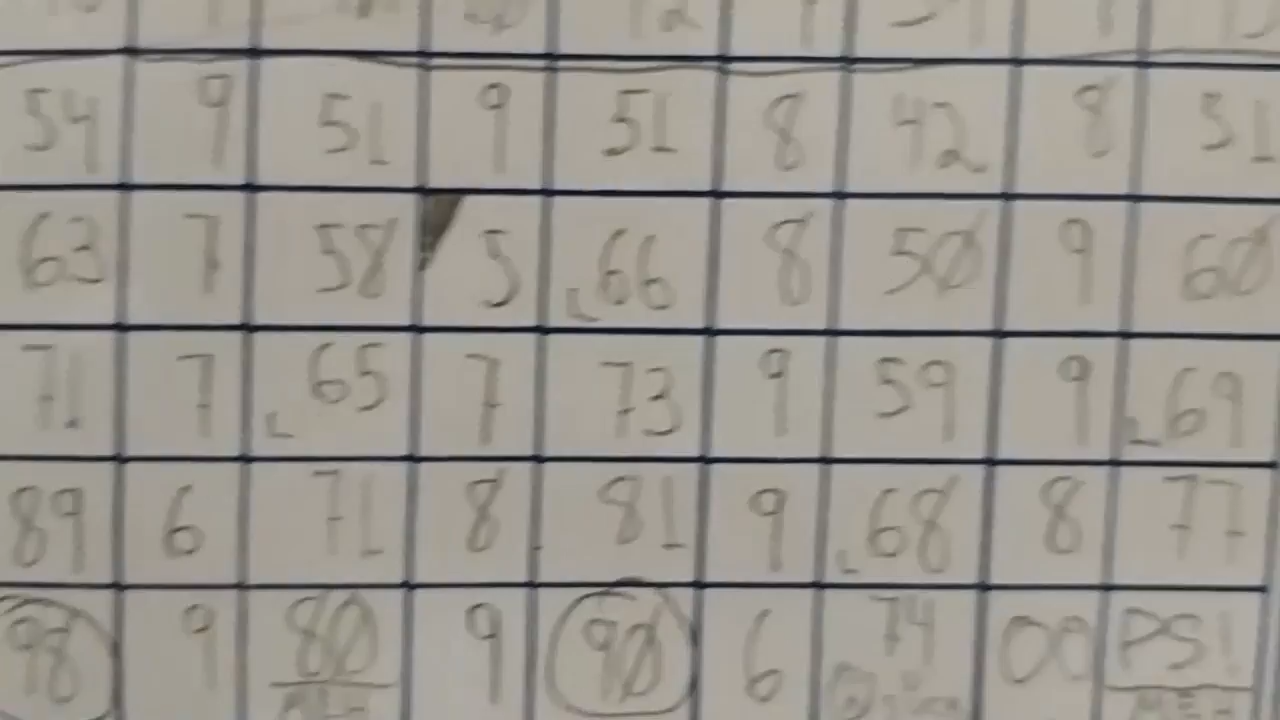 54 9 51 9 51 8 42 8 51
63 7 58 5 66 8 50 9 60
71 7 65 7 73 9 59 9 69
89 6 71 8 81 9 68 8 77
98 9 80 9 90 6 74 00 PS!